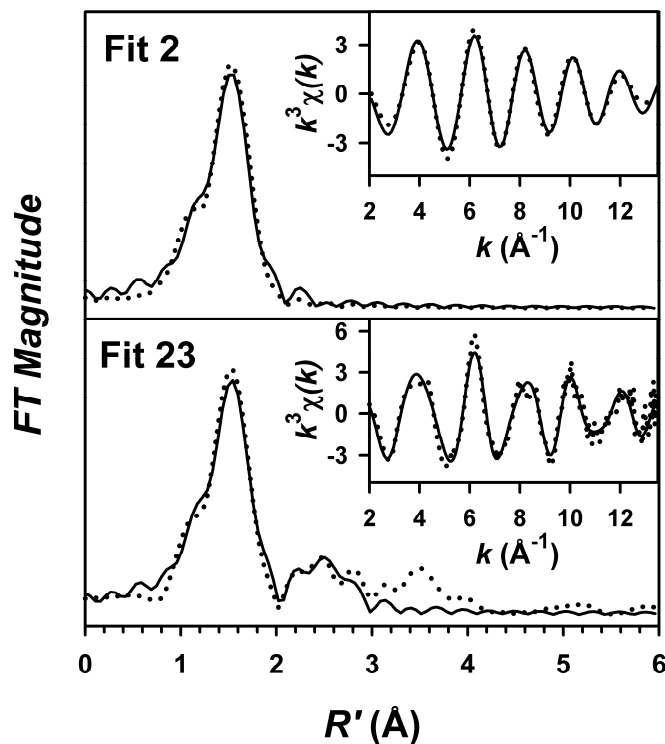 FT Magnitude
Fit 2
k³χ(k)
3
0
-3
2 4 6 8 10 12
k (Å⁻¹)
Fit 23
k³χ(k)
6
3
0
-3
2 4 6 8 10 12
k (Å⁻¹)
0 1 2 3 4 5 6
R' (Å)